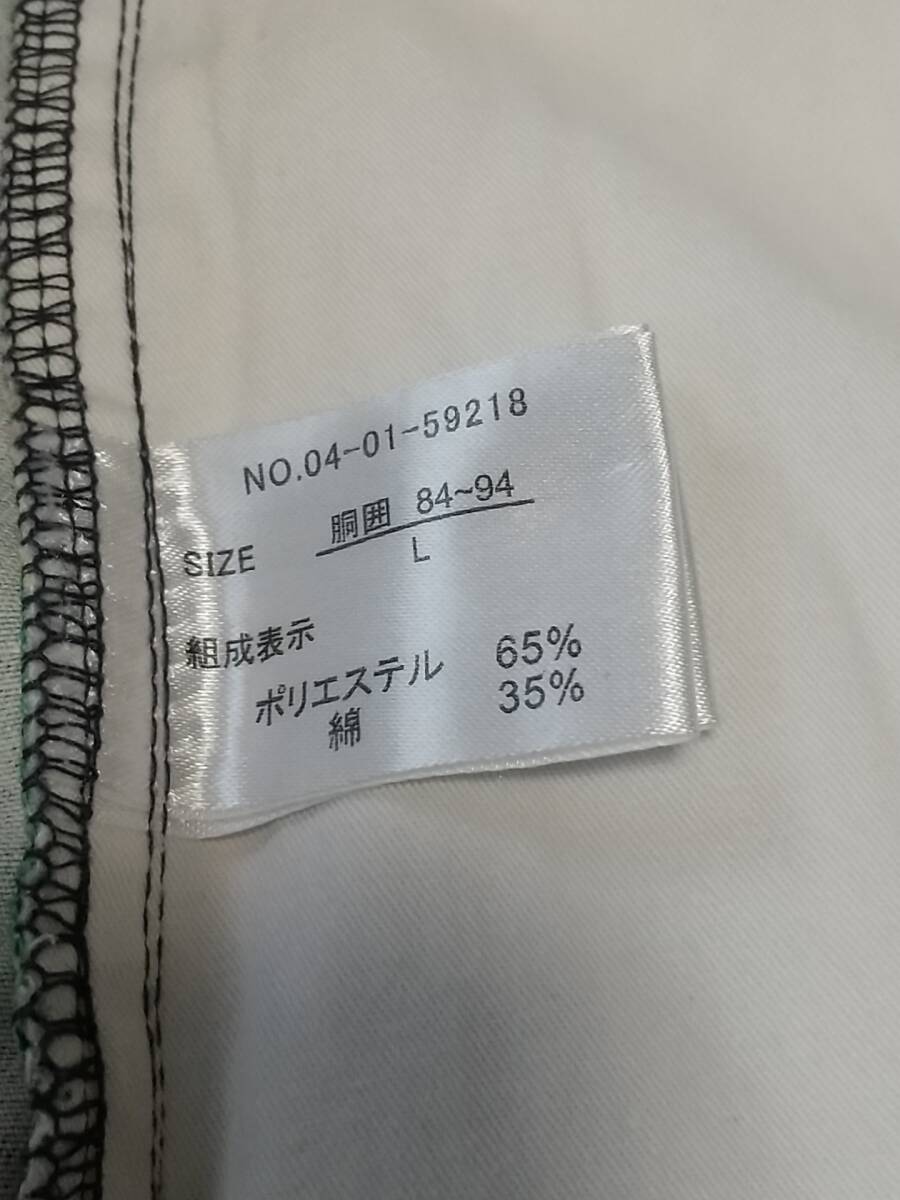 NO.04-01-59218
胴囲 84~94
SIZE L
組成表示
ポリエステル 65%
綿 35%